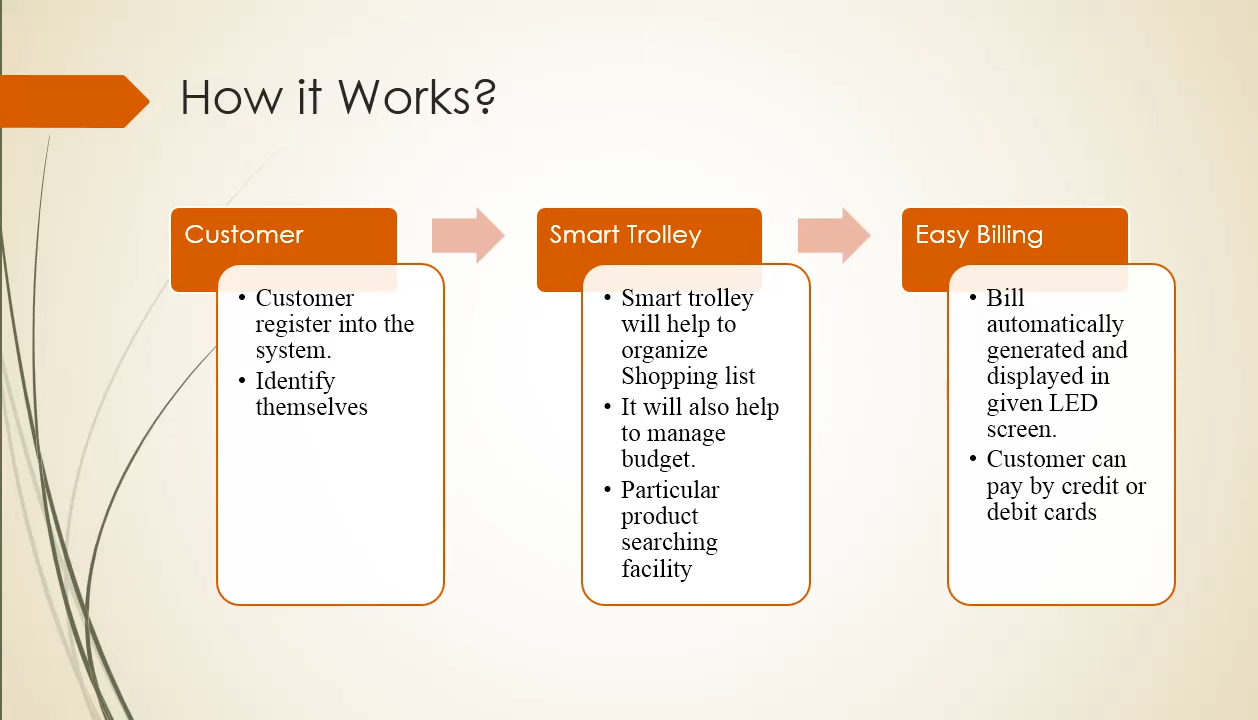 How it Works?
Customer
• Customer
register into the
system.
• Identify
themselves
Smart Trolley
• Smart trolley
will help to
organize
Shopping list
• It will also help
to manage
budget.
• Particular
product
searching
facility
Easy Billing
• Bill
automatically
generated and
displayed in
given LED
screen.
• Customer can
pay by credit or
debit cards